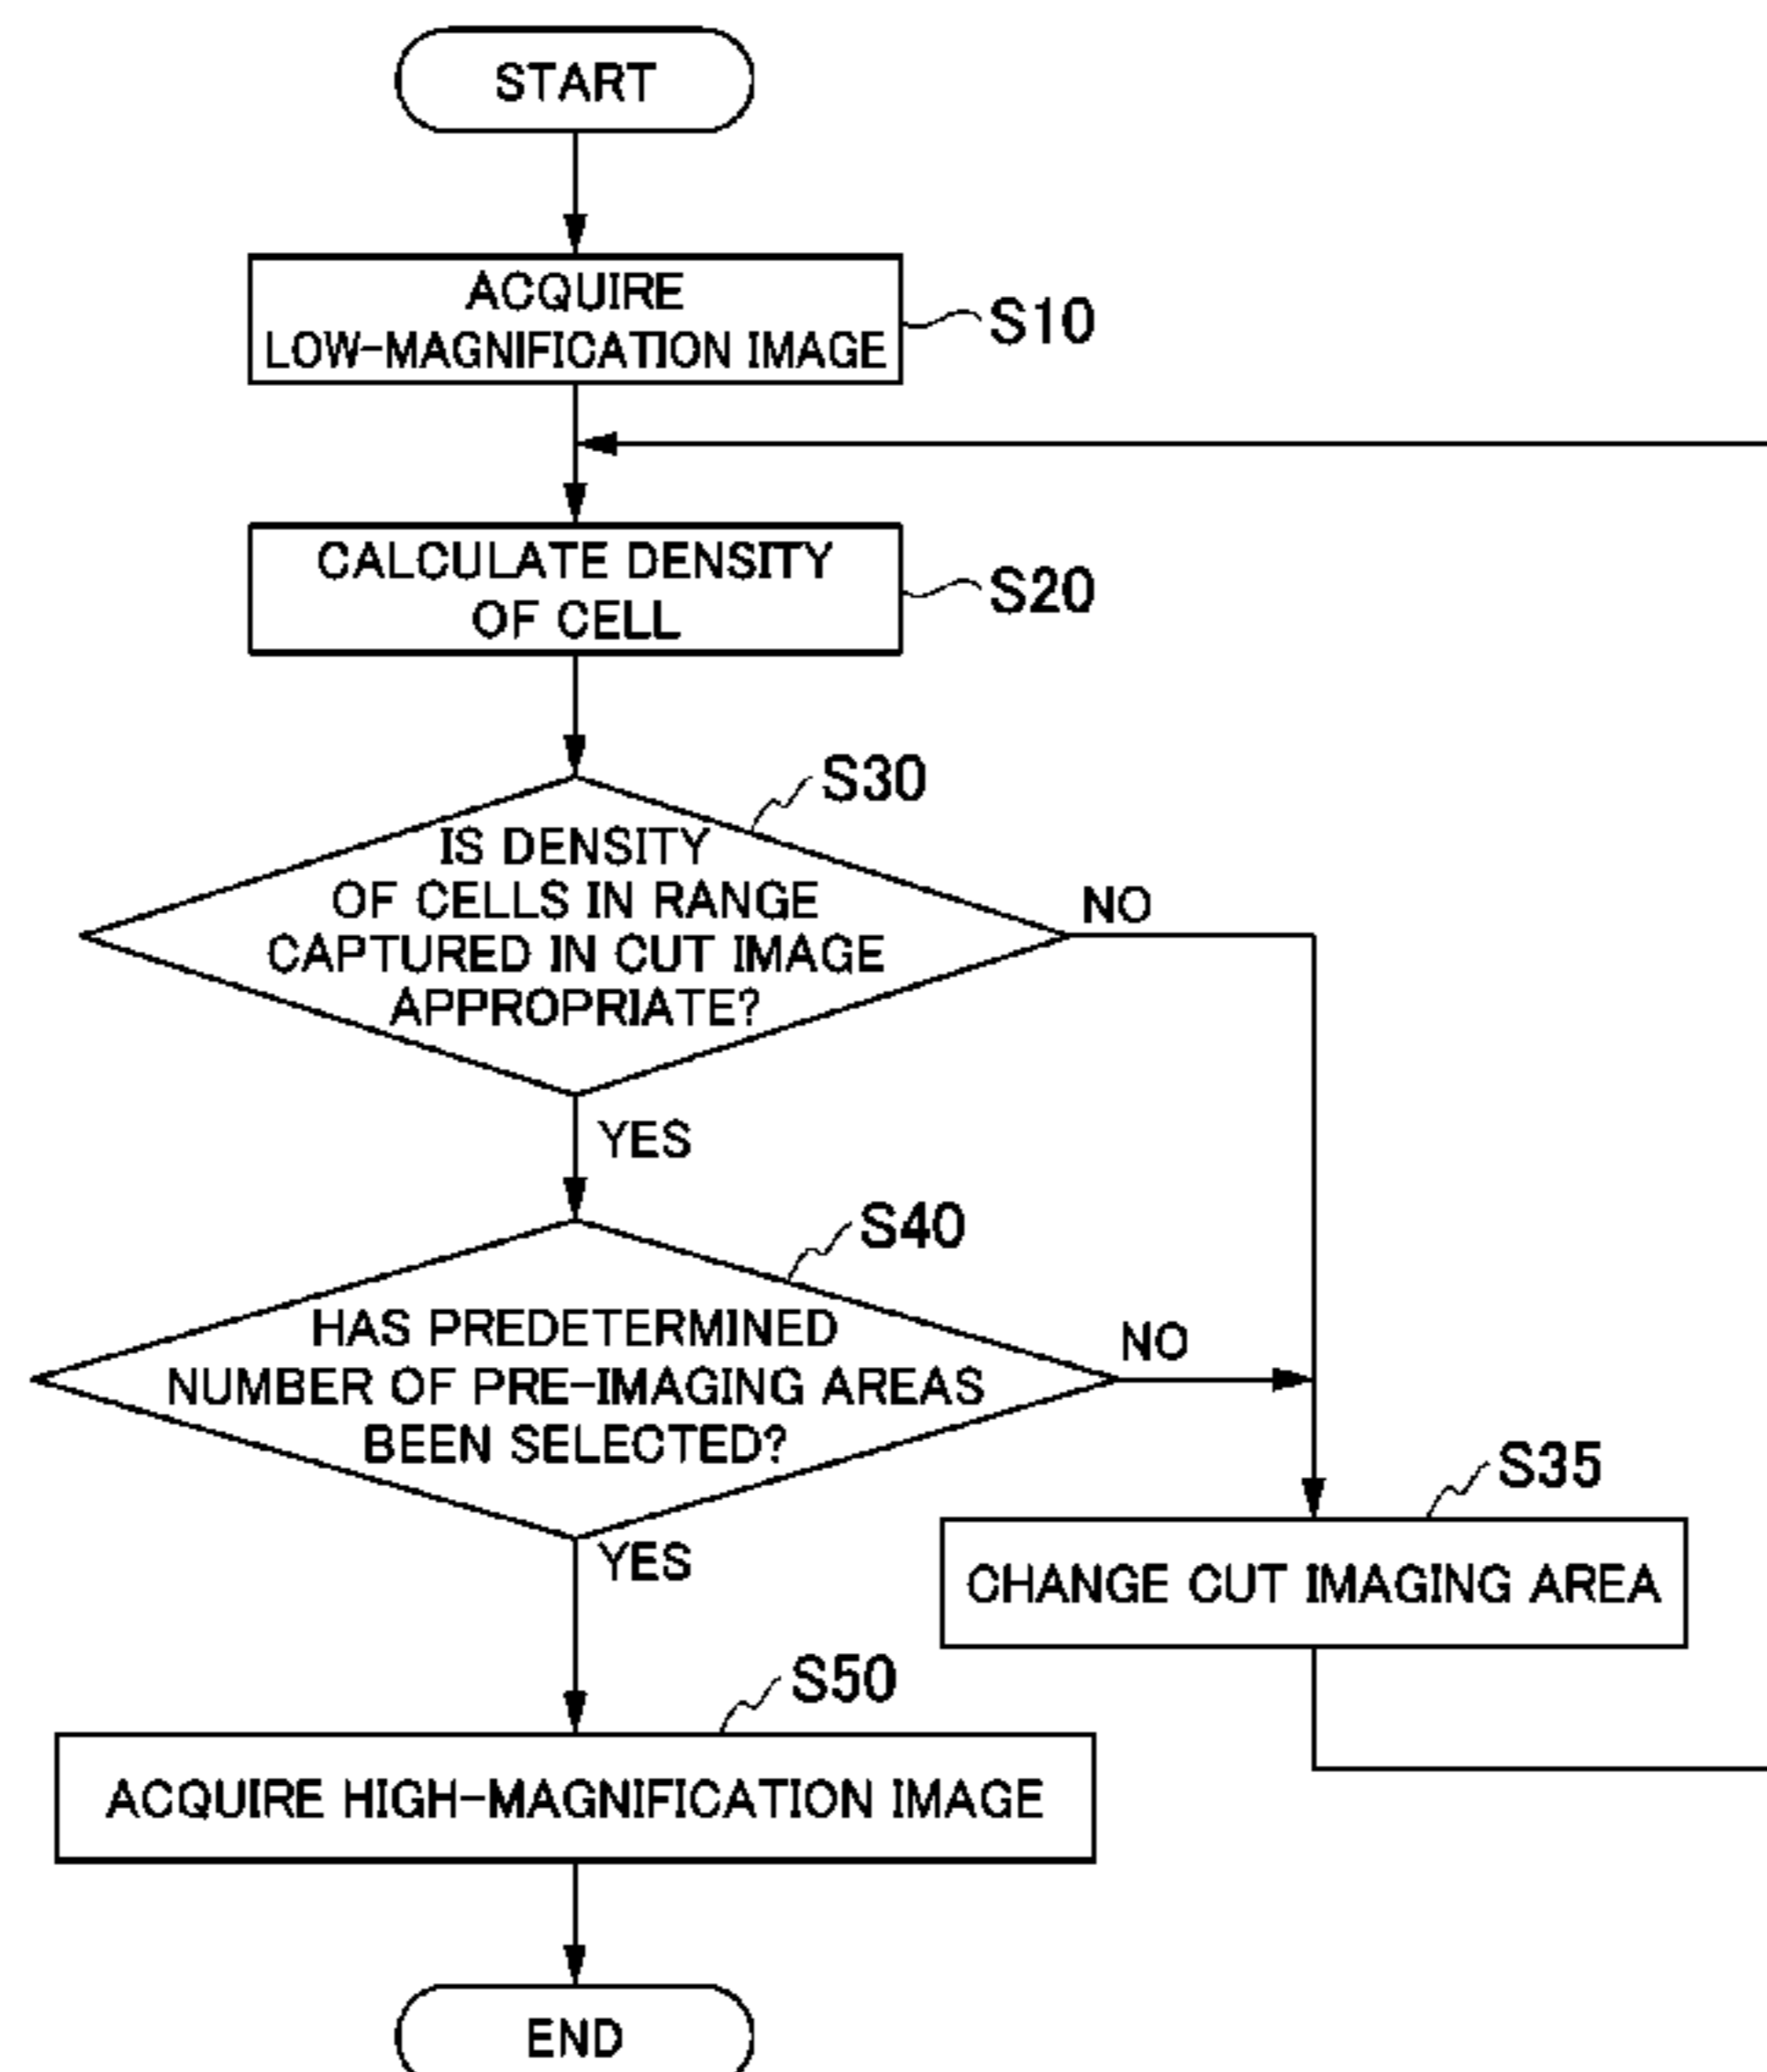 START
ACQUIRE
LOW-MAGNIFICATION IMAGE
S10
CALCULATE DENSITY
OF CELL
S20
S30
IS DENSITY
OF CELLS IN RANGE
CAPTURED IN CUT IMAGE
APPROPRIATE?
NO
YES
S40
HAS PREDETERMINED
NUMBER OF PRE-IMAGING AREAS
BEEN SELECTED?
NO
YES
S35
CHANGE CUT IMAGING AREA
S50
ACQUIRE HIGH-MAGNIFICATION IMAGE
END